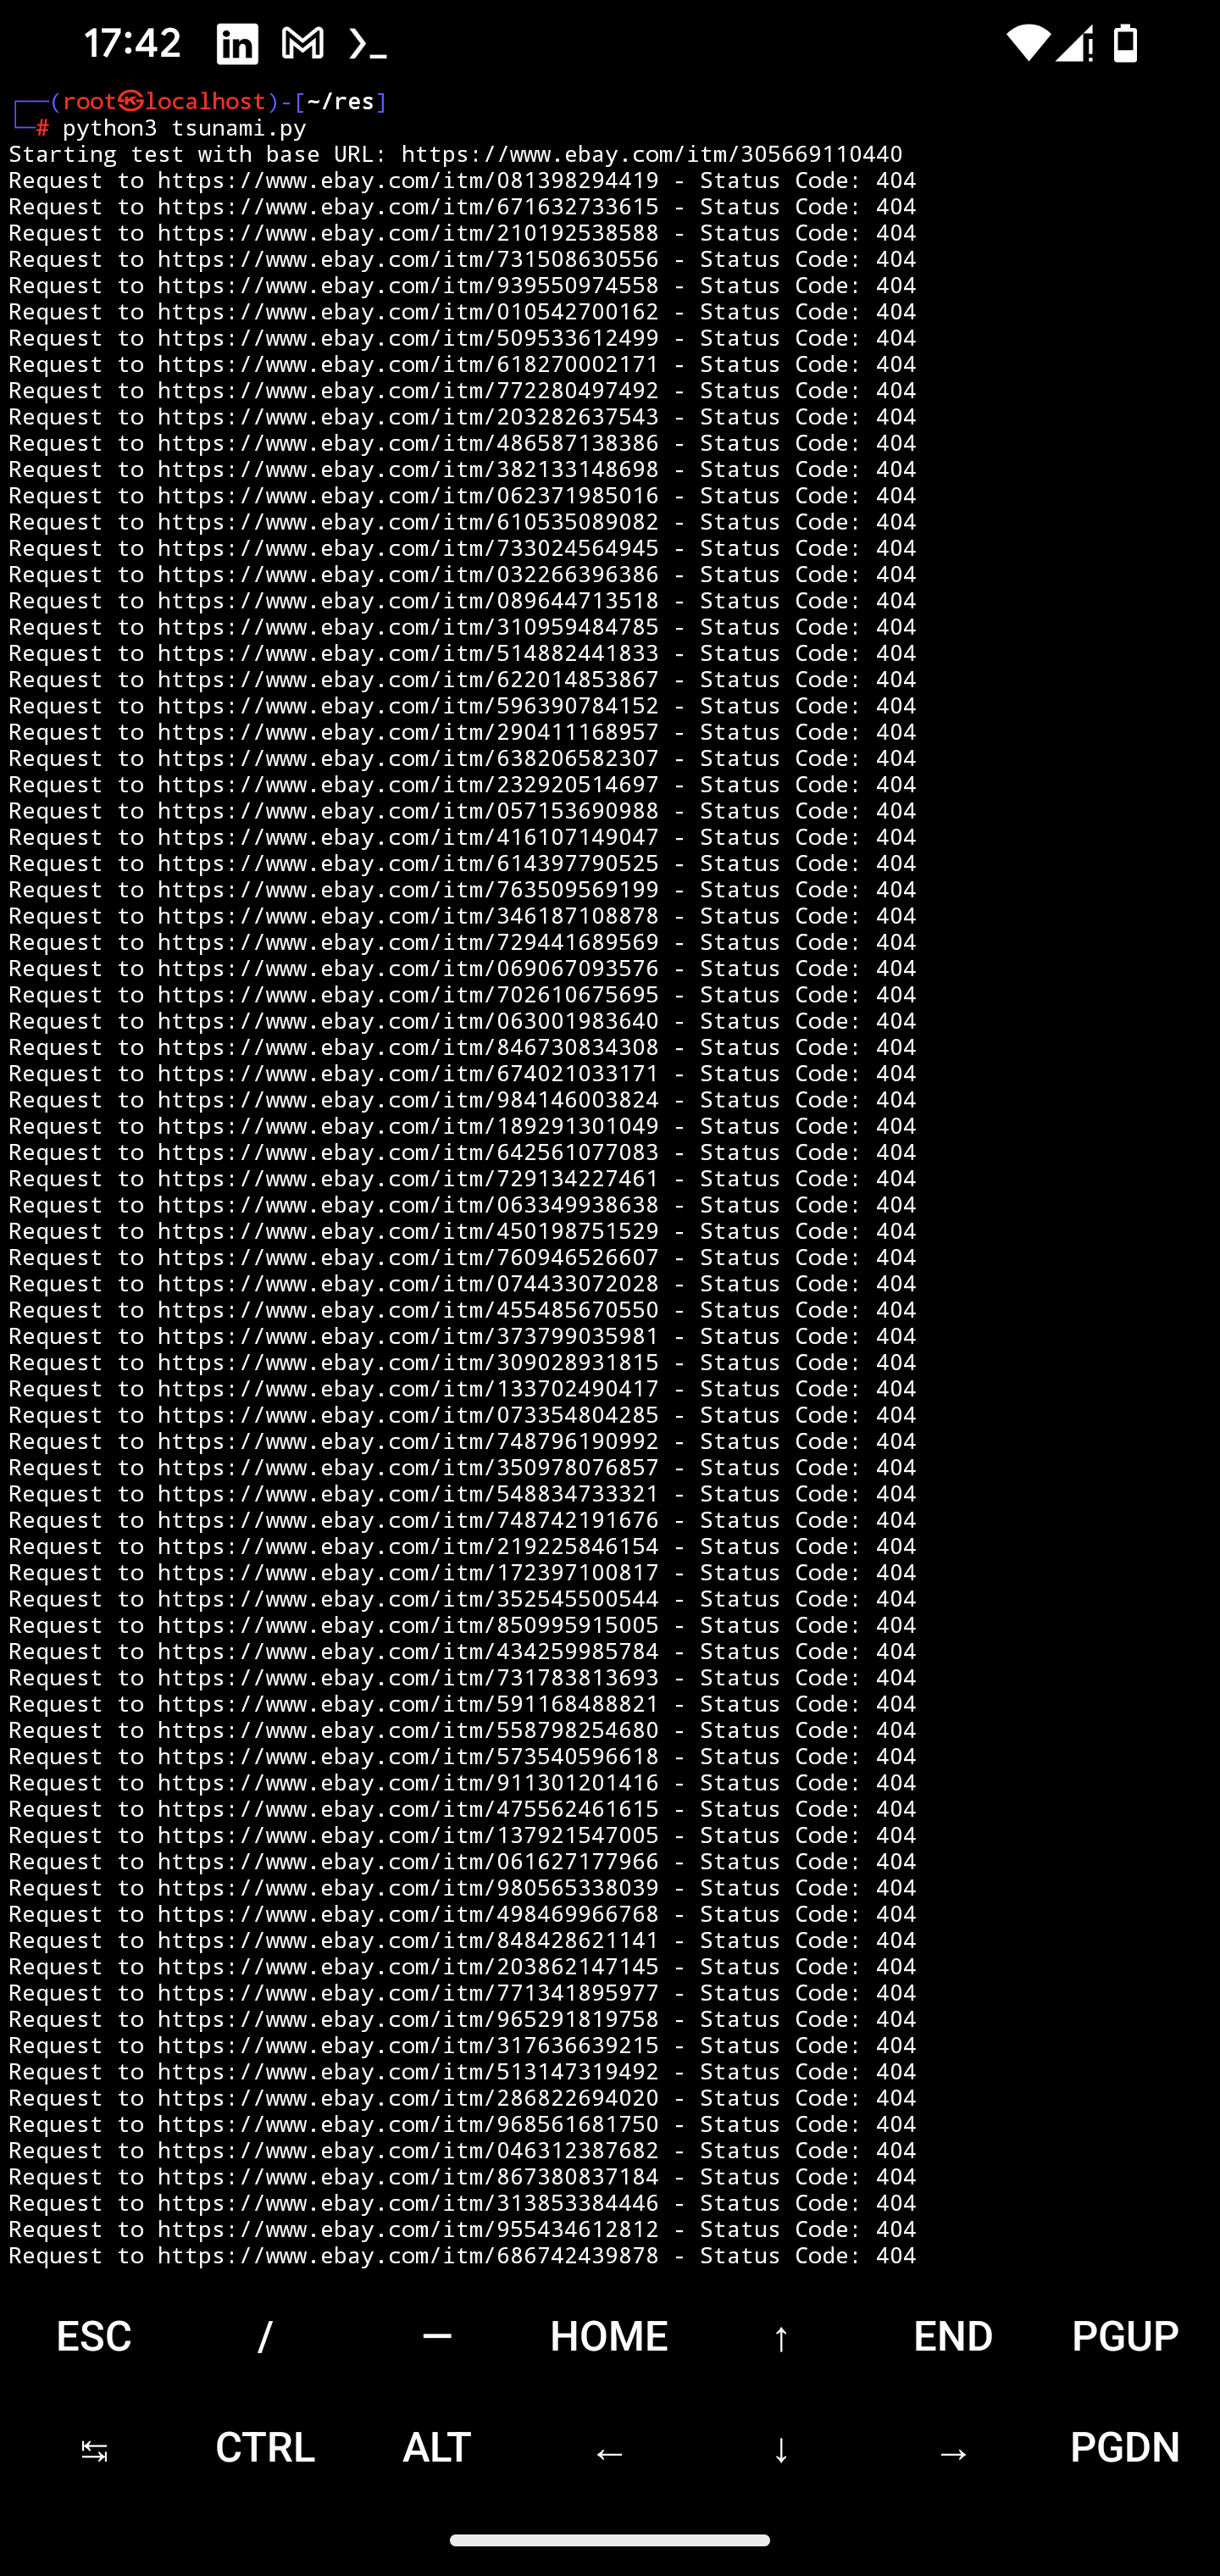 17:42
┌──(root㉿localhost)-[~/res]
└─# python3 tsunami.py
Starting test with base URL: https://www.ebay.com/itm/305669110440
Request to https://www.ebay.com/itm/081398294419 - Status Code: 404
Request to https://www.ebay.com/itm/671632733615 - Status Code: 404
Request to https://www.ebay.com/itm/210192538588 - Status Code: 404
Request to https://www.ebay.com/itm/731508630556 - Status Code: 404
Request to https://www.ebay.com/itm/939550974558 - Status Code: 404
Request to https://www.ebay.com/itm/010542700162 - Status Code: 404
Request to https://www.ebay.com/itm/509533612499 - Status Code: 404
Request to https://www.ebay.com/itm/618270002171 - Status Code: 404
Request to https://www.ebay.com/itm/772280497492 - Status Code: 404
Request to https://www.ebay.com/itm/203282637543 - Status Code: 404
Request to https://www.ebay.com/itm/486587138386 - Status Code: 404
Request to https://www.ebay.com/itm/382133148698 - Status Code: 404
Request to https://www.ebay.com/itm/062371985016 - Status Code: 404
Request to https://www.ebay.com/itm/610535089082 - Status Code: 404
Request to https://www.ebay.com/itm/733024564945 - Status Code: 404
Request to https://www.ebay.com/itm/032266396386 - Status Code: 404
Request to https://www.ebay.com/itm/089644713518 - Status Code: 404
Request to https://www.ebay.com/itm/310959484785 - Status Code: 404
Request to https://www.ebay.com/itm/514882441833 - Status Code: 404
Request to https://www.ebay.com/itm/622014853867 - Status Code: 404
Request to https://www.ebay.com/itm/596390784152 - Status Code: 404
Request to https://www.ebay.com/itm/290411168957 - Status Code: 404
Request to https://www.ebay.com/itm/638206582307 - Status Code: 404
Request to https://www.ebay.com/itm/232920514697 - Status Code: 404
Request to https://www.ebay.com/itm/057153690988 - Status Code: 404
Request to https://www.ebay.com/itm/416107149047 - Status Code: 404
Request to https://www.ebay.com/itm/614397790525 - Status Code: 404
Request to https://www.ebay.com/itm/763509569199 - Status Code: 404
Request to https://www.ebay.com/itm/346187108878 - Status Code: 404
Request to https://www.ebay.com/itm/729441689569 - Status Code: 404
Request to https://www.ebay.com/itm/069067093576 - Status Code: 404
Request to https://www.ebay.com/itm/702610675695 - Status Code: 404
Request to https://www.ebay.com/itm/063001983640 - Status Code: 404
Request to https://www.ebay.com/itm/846730834308 - Status Code: 404
Request to https://www.ebay.com/itm/674021033171 - Status Code: 404
Request to https://www.ebay.com/itm/984146003824 - Status Code: 404
Request to https://www.ebay.com/itm/189291301049 - Status Code: 404
Request to https://www.ebay.com/itm/642561077083 - Status Code: 404
Request to https://www.ebay.com/itm/729134227461 - Status Code: 404
Request to https://www.ebay.com/itm/063349938638 - Status Code: 404
Request to https://www.ebay.com/itm/450198751529 - Status Code: 404
Request to https://www.ebay.com/itm/760946526607 - Status Code: 404
Request to https://www.ebay.com/itm/074433072028 - Status Code: 404
Request to https://www.ebay.com/itm/455485670550 - Status Code: 404
Request to https://www.ebay.com/itm/373799035981 - Status Code: 404
Request to https://www.ebay.com/itm/309028931815 - Status Code: 404
Request to https://www.ebay.com/itm/133702490417 - Status Code: 404
Request to https://www.ebay.com/itm/073354804285 - Status Code: 404
Request to https://www.ebay.com/itm/748796190992 - Status Code: 404
Request to https://www.ebay.com/itm/350978076857 - Status Code: 404
Request to https://www.ebay.com/itm/548834733321 - Status Code: 404
Request to https://www.ebay.com/itm/748742191676 - Status Code: 404
Request to https://www.ebay.com/itm/219225846154 - Status Code: 404
Request to https://www.ebay.com/itm/172397100817 - Status Code: 404
Request to https://www.ebay.com/itm/352545500544 - Status Code: 404
Request to https://www.ebay.com/itm/850995915005 - Status Code: 404
Request to https://www.ebay.com/itm/434259985784 - Status Code: 404
Request to https://www.ebay.com/itm/731783813693 - Status Code: 404
Request to https://www.ebay.com/itm/591168488821 - Status Code: 404
Request to https://www.ebay.com/itm/558798254680 - Status Code: 404
Request to https://www.ebay.com/itm/573540596618 - Status Code: 404
Request to https://www.ebay.com/itm/911301201416 - Status Code: 404
Request to https://www.ebay.com/itm/475562461615 - Status Code: 404
Request to https://www.ebay.com/itm/137921547005 - Status Code: 404
Request to https://www.ebay.com/itm/061627177966 - Status Code: 404
Request to https://www.ebay.com/itm/980565338039 - Status Code: 404
Request to https://www.ebay.com/itm/498469966768 - Status Code: 404
Request to https://www.ebay.com/itm/848428621141 - Status Code: 404
Request to https://www.ebay.com/itm/203862147145 - Status Code: 404
Request to https://www.ebay.com/itm/771341895977 - Status Code: 404
Request to https://www.ebay.com/itm/965291819758 - Status Code: 404
Request to https://www.ebay.com/itm/317636639215 - Status Code: 404
Request to https://www.ebay.com/itm/513147319492 - Status Code: 404
Request to https://www.ebay.com/itm/286822694020 - Status Code: 404
Request to https://www.ebay.com/itm/968561681750 - Status Code: 404
Request to https://www.ebay.com/itm/046312387682 - Status Code: 404
Request to https://www.ebay.com/itm/867380837184 - Status Code: 404
Request to https://www.ebay.com/itm/313853384446 - Status Code: 404
Request to https://www.ebay.com/itm/955434612812 - Status Code: 404
Request to https://www.ebay.com/itm/686742439878 - Status Code: 404
ESC / — HOME ↑ END PGUP
↹ CTRL ALT ← ↓ → PGDN